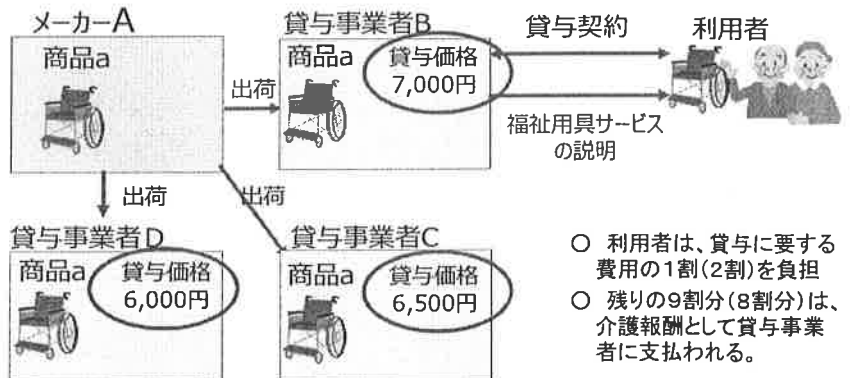 メーカーA
商品a
出荷
貸与事業者B
商品a
貸与価格
7,000円
貸与契約
利用者
福祉用具サービス
の説明
出荷
出荷
貸与事業者D
商品a
貸与価格
6,000円
貸与事業者C
商品a
貸与価格
6,500円
○ 利用者は、貸与に要する
費用の1割(2割)を負担
○ 残りの9割分(8割分)は、
介護報酬として貸与事業
者に支払われる。